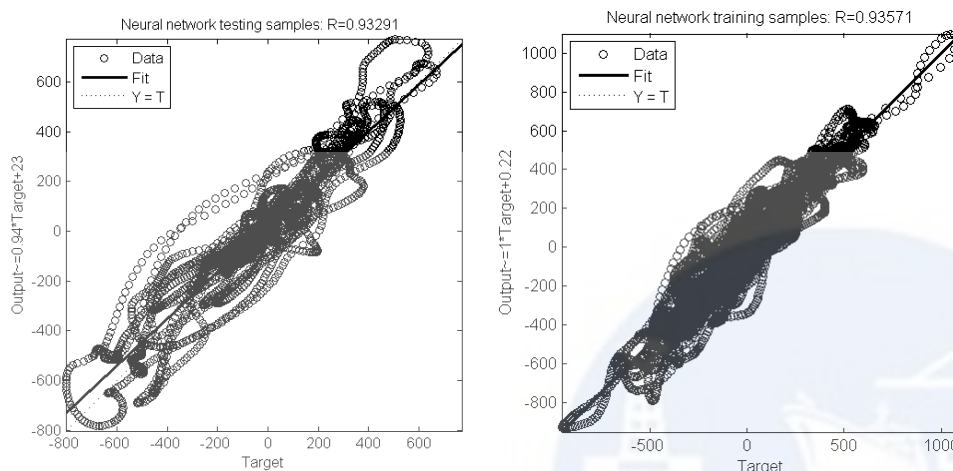 Neural network testing samples: R=0.93291
Data
Fit
Y = T
Output~=0.94*Target+23
600
400
200
0
-200
-400
-600
-800
-800
-600
-400
-200
0
200
400
600
Target
Neural network training samples: R=0.93571
Data
Fit
Y = T
Output~=1*Target+0.22
1000
800
600
400
200
0
-200
-400
-600
-800
-500
0
500
1000
Target